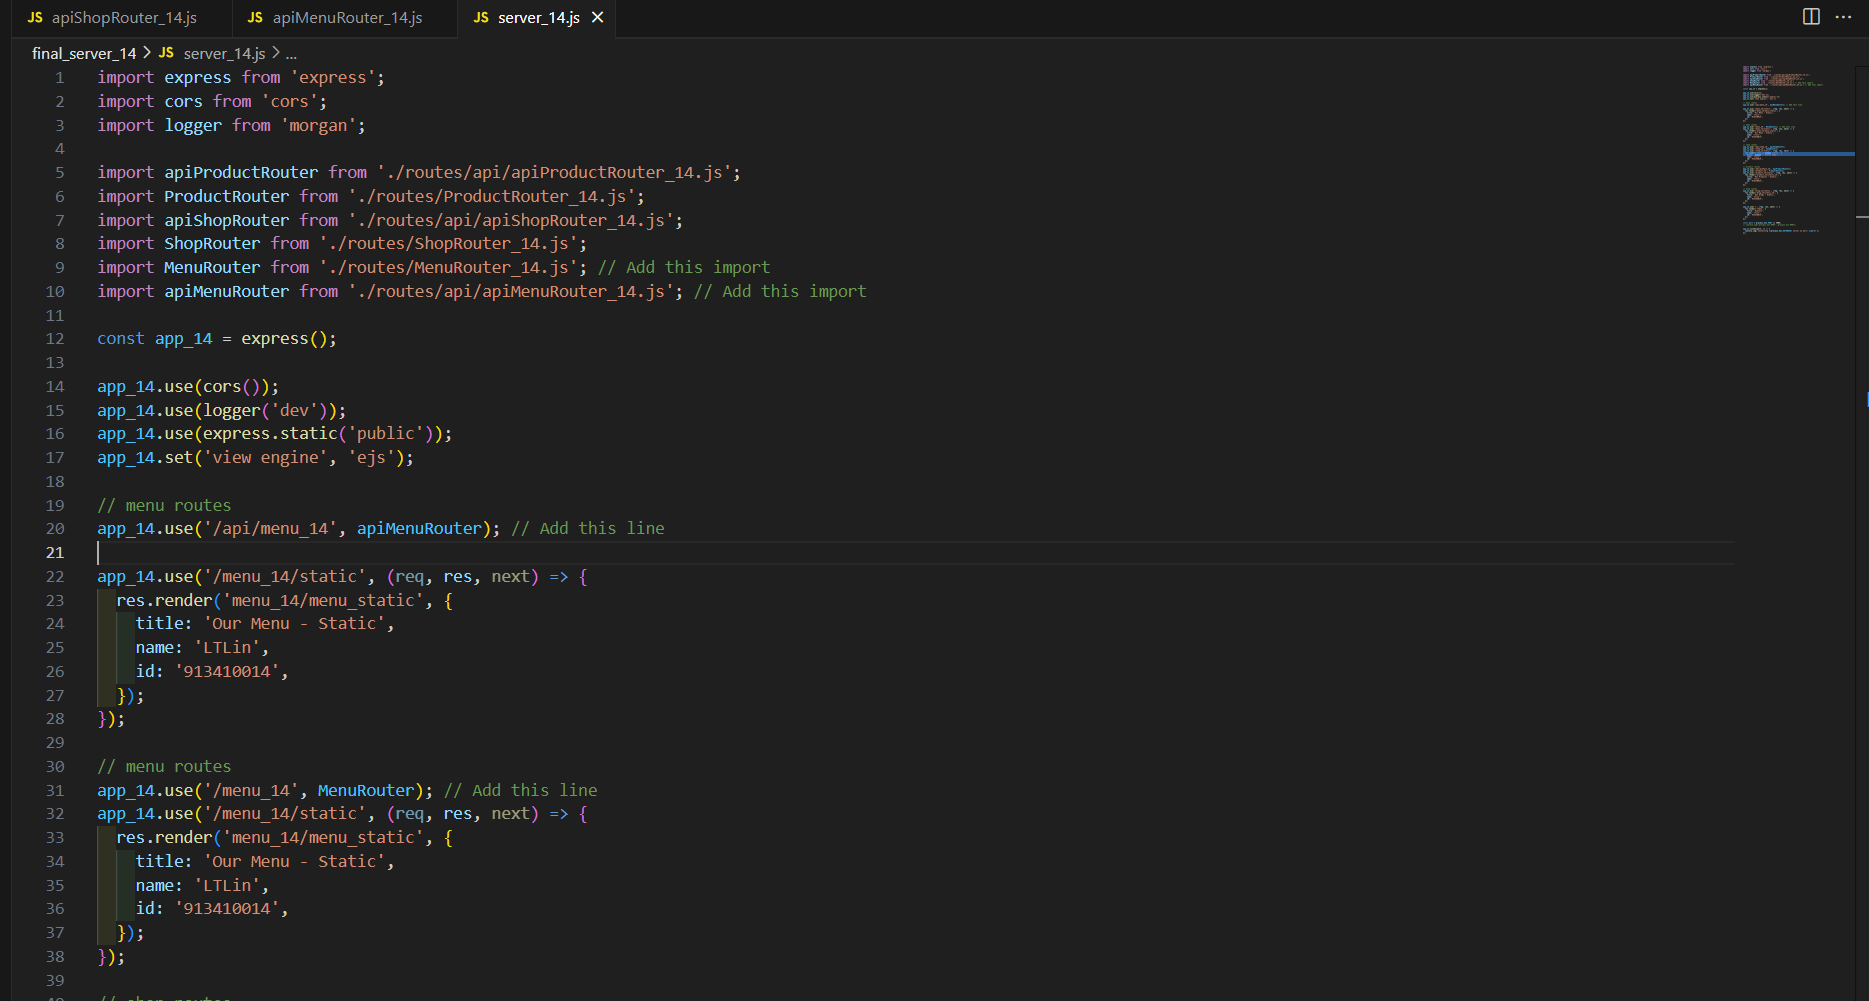 JS apiShopRouter_14.js
JS apiMenuRouter_14.js
JS server_14.js
final_server_14 > JS server_14.js > ...
1 import express from 'express';
2 import cors from 'cors';
3 import logger from 'morgan';
4
5 import apiProductRouter from './routes/api/apiProductRouter_14.js';
6 import ProductRouter from './routes/ProductRouter_14.js';
7 import apiShopRouter from './routes/api/apiShopRouter_14.js';
8 import ShopRouter from './routes/ShopRouter_14.js';
9 import MenuRouter from './routes/MenuRouter_14.js'; // Add this import
10 import apiMenuRouter from './routes/api/apiMenuRouter_14.js'; // Add this import
11
12 const app_14 = express();
13
14 app_14.use(cors());
15 app_14.use(logger('dev'));
16 app_14.use(express.static('public'));
17 app_14.set('view engine', 'ejs');
18
19 // menu routes
20 app_14.use('/api/menu_14', apiMenuRouter); // Add this line
21
22 app_14.use('/menu_14/static', (req, res, next) => {
23 res.render('menu_14/menu_static', {
24 title: 'Our Menu - Static',
25 name: 'LTLin',
26 id: '913410014',
27 });
28 });
29
30 // menu routes
31 app_14.use('/menu_14', MenuRouter); // Add this line
32 app_14.use('/menu_14/static', (req, res, next) => {
33 res.render('menu_14/menu_static', {
34 title: 'Our Menu - Static',
35 name: 'LTLin',
36 id: '913410014',
37 });
38 });
39